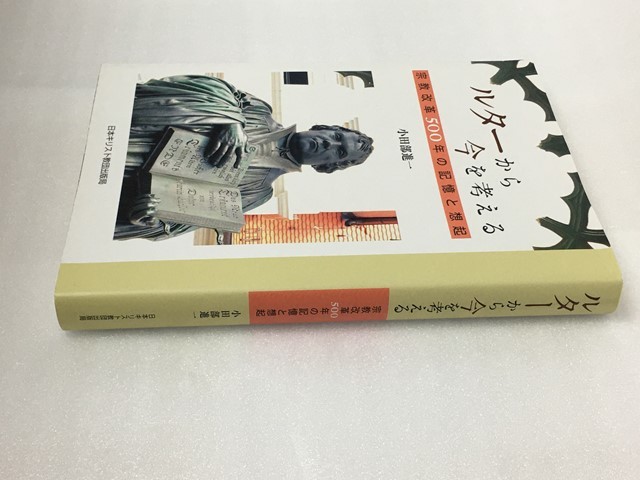 ルターから
今を考える
宗教改革500年の記憶と想起
小田部進一
日本キリスト教団出版局
ルターから今を考える
宗教改革500年の記憶と想起
小田部進一
日本キリスト教団出版局